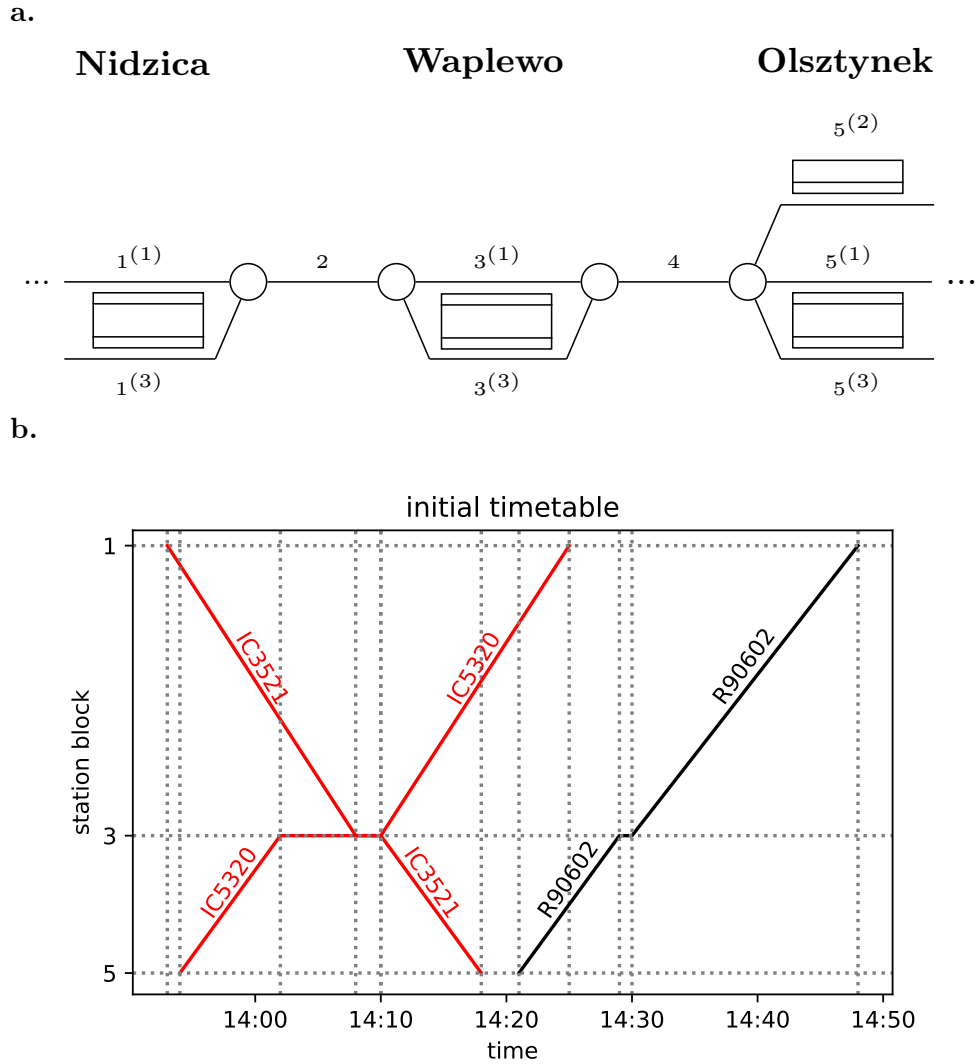 a.
Nidzica Waplewo Olsztynek
5(2)
... 1(1) 2 3(1) 4 5(1) ...
1(3) 3(3) 5(3)
b.
initial timetable
station block
1
3
5
IC3521
IC5320
R90602
IC5320
IC3521
R90602
14:00 14:10 14:20 14:30 14:40 14:50
time